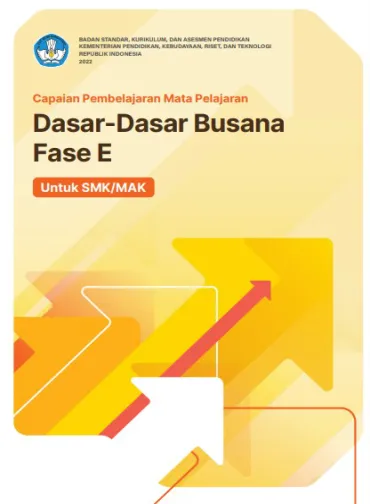 BADAN STANDAR, KURIKULUM, DAN ASESMEN PENDIDIKAN
KEMENTERIAN PENDIDIKAN, KEBUDAYAAN, RISET, DAN TEKNOLOGI
REPUBLIK INDONESIA
2022
Capaian Pembelajaran Mata Pelajaran
Dasar-Dasar Busana
Fase E
Untuk SMK/MAK